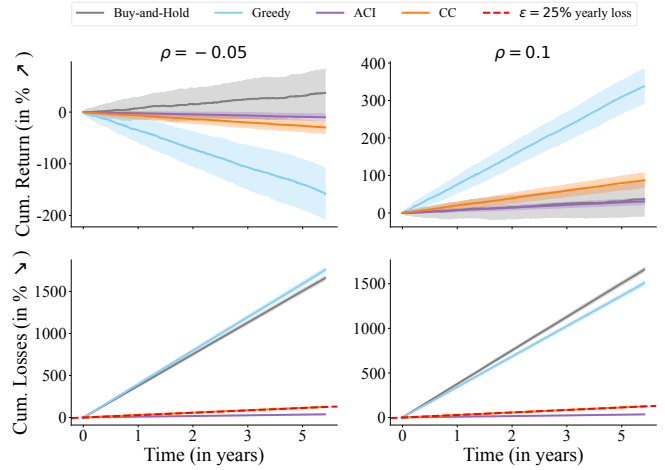 Buy-and-Hold Greedy ACI CC ε = 25% yearly loss
ρ = − 0.05 ρ = 0.1
Cum. Return (in % ↗)
0
-100
-200
400
300
200
100
0
Cum. Losses (in % ↘)
1500
1000
500
0
1500
1000
500
0
0 1 2 3 4 5
0 1 2 3 4 5
Time (in years) Time (in years)